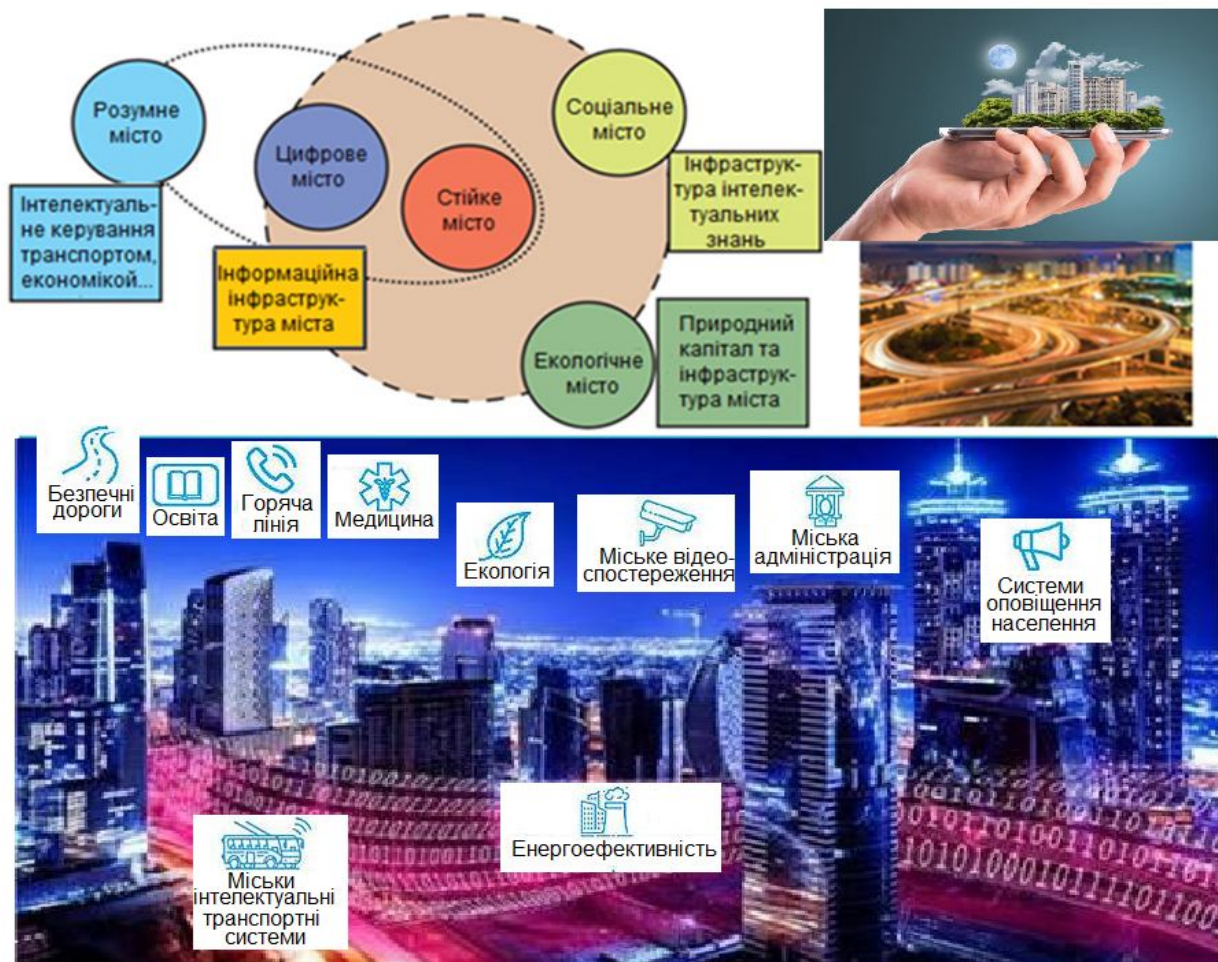 Розумне
місто
Інтелектуаль-
не керування
транспортом,
економікой...
Цифрове
місто
Інформаційна
інфраструк-
тура міста
Стійке
місто
Соціальне
місто
Інфраструк-
тура інтелек-
туальних
знань
Екологічне
місто
Природний
капітал та
інфраструк-
тура міста
Безпечні
дороги
Освіта
Горяча
лінія
Медицина
Екологія
Міське відео-
спостереження
Міська
адміністрація
Системи
оповіщення
населення
Міськи
інтелектуальні
транспортні
системи
Енергоефективність